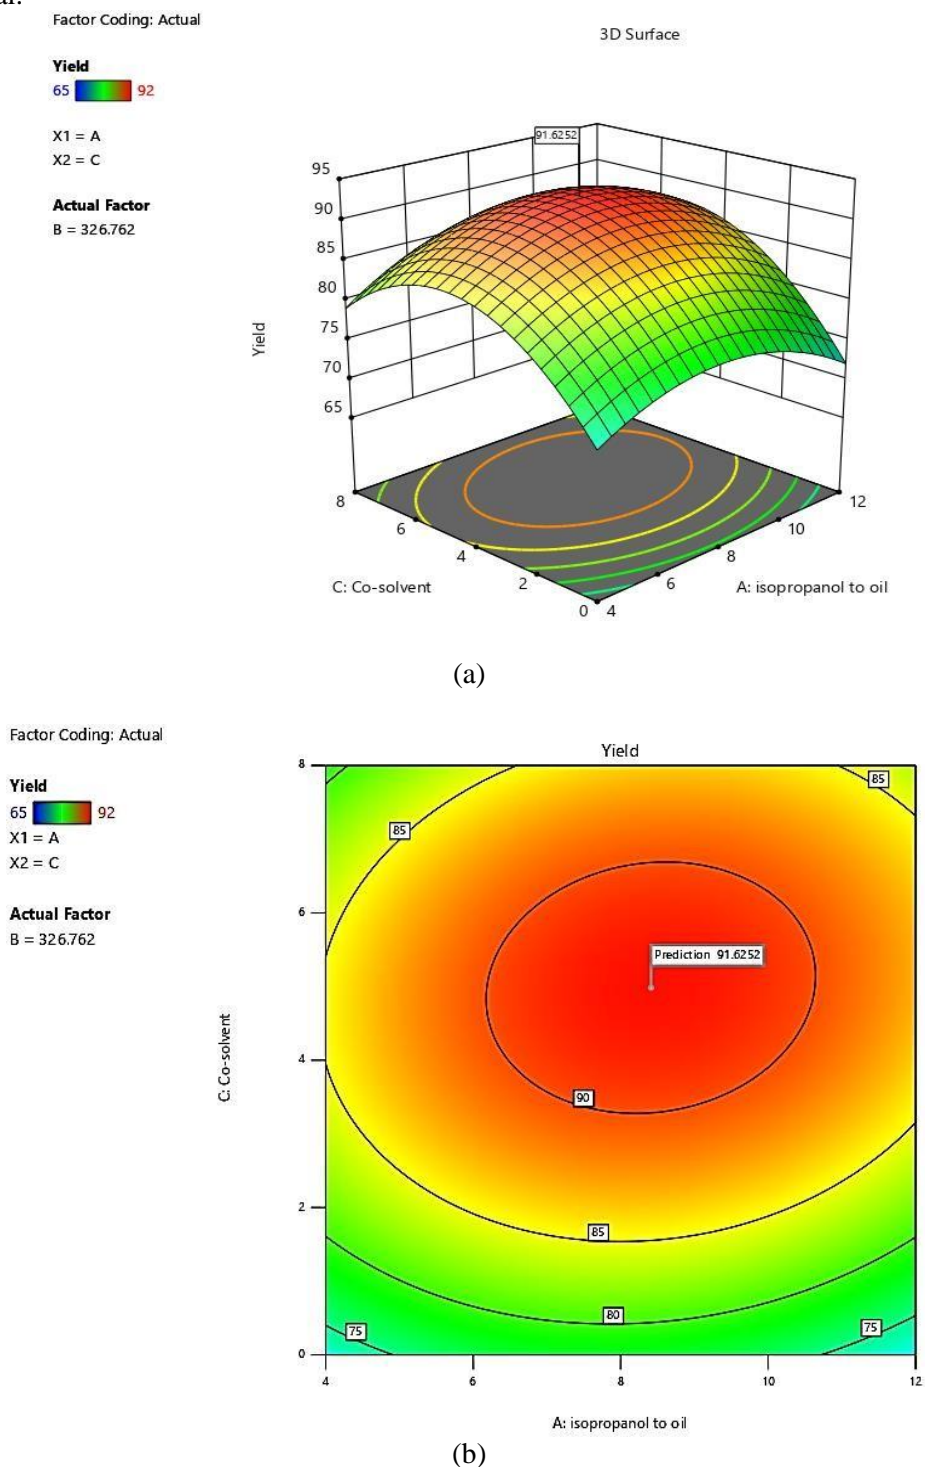 Factor Coding: Actual
3D Surface
Yield
65 92
X1 = A
X2 = C
Actual Factor
B = 326.762
91.6252
95
90
85
80
75
70
65
Yield
8
6
4
2
0
4
6
8
10
12
C: Co-solvent
A: isopropanol to oil
(a)
Factor Coding: Actual
Yield
Yield
65 92
X1 = A
X2 = C
Actual Factor
B = 326.762
8
6
4
2
0
C: Co-solvent
85
85
Prediction 91.6252
90
85
80
75
75
4
6
8
10
12
A: isopropanol to oil
(b)